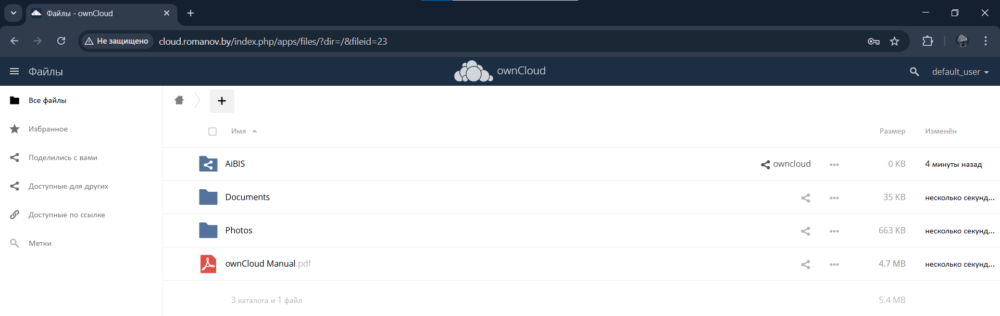 Файлы - ownCloud
Не защищено cloud.romanov.by/index.php/apps/files/?dir=/&fileid=23
Файлы ownCloud default_user
Все файлы
Избранное
Поделились с вами
Доступные для других
Доступные по ссылке
Метки
Имя Размер Изменён
AiBIS owncloud 0 KB 4 минуты назад
Documents 35 KB несколько секунд...
Photos 663 KB несколько секунд...
ownCloud Manual.pdf 4.7 MB несколько секунд...
3 каталога и 1 файл 5.4 MB